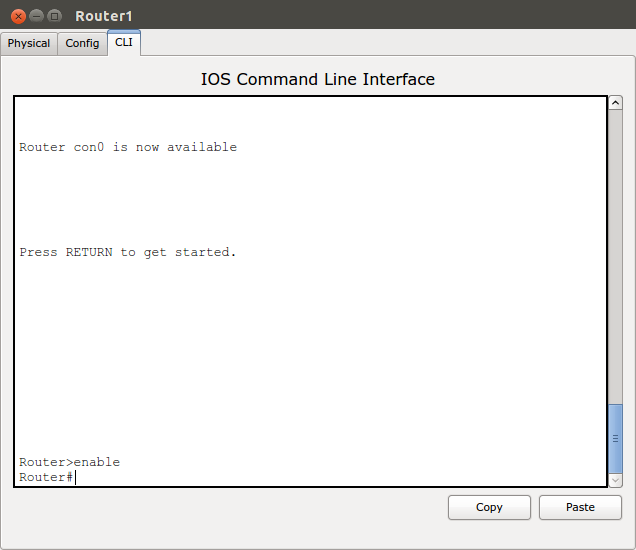 Router1
Physical Config CLI
IOS Command Line Interface
Router con0 is now available
Press RETURN to get started.
Router>enable
Router#
Copy Paste